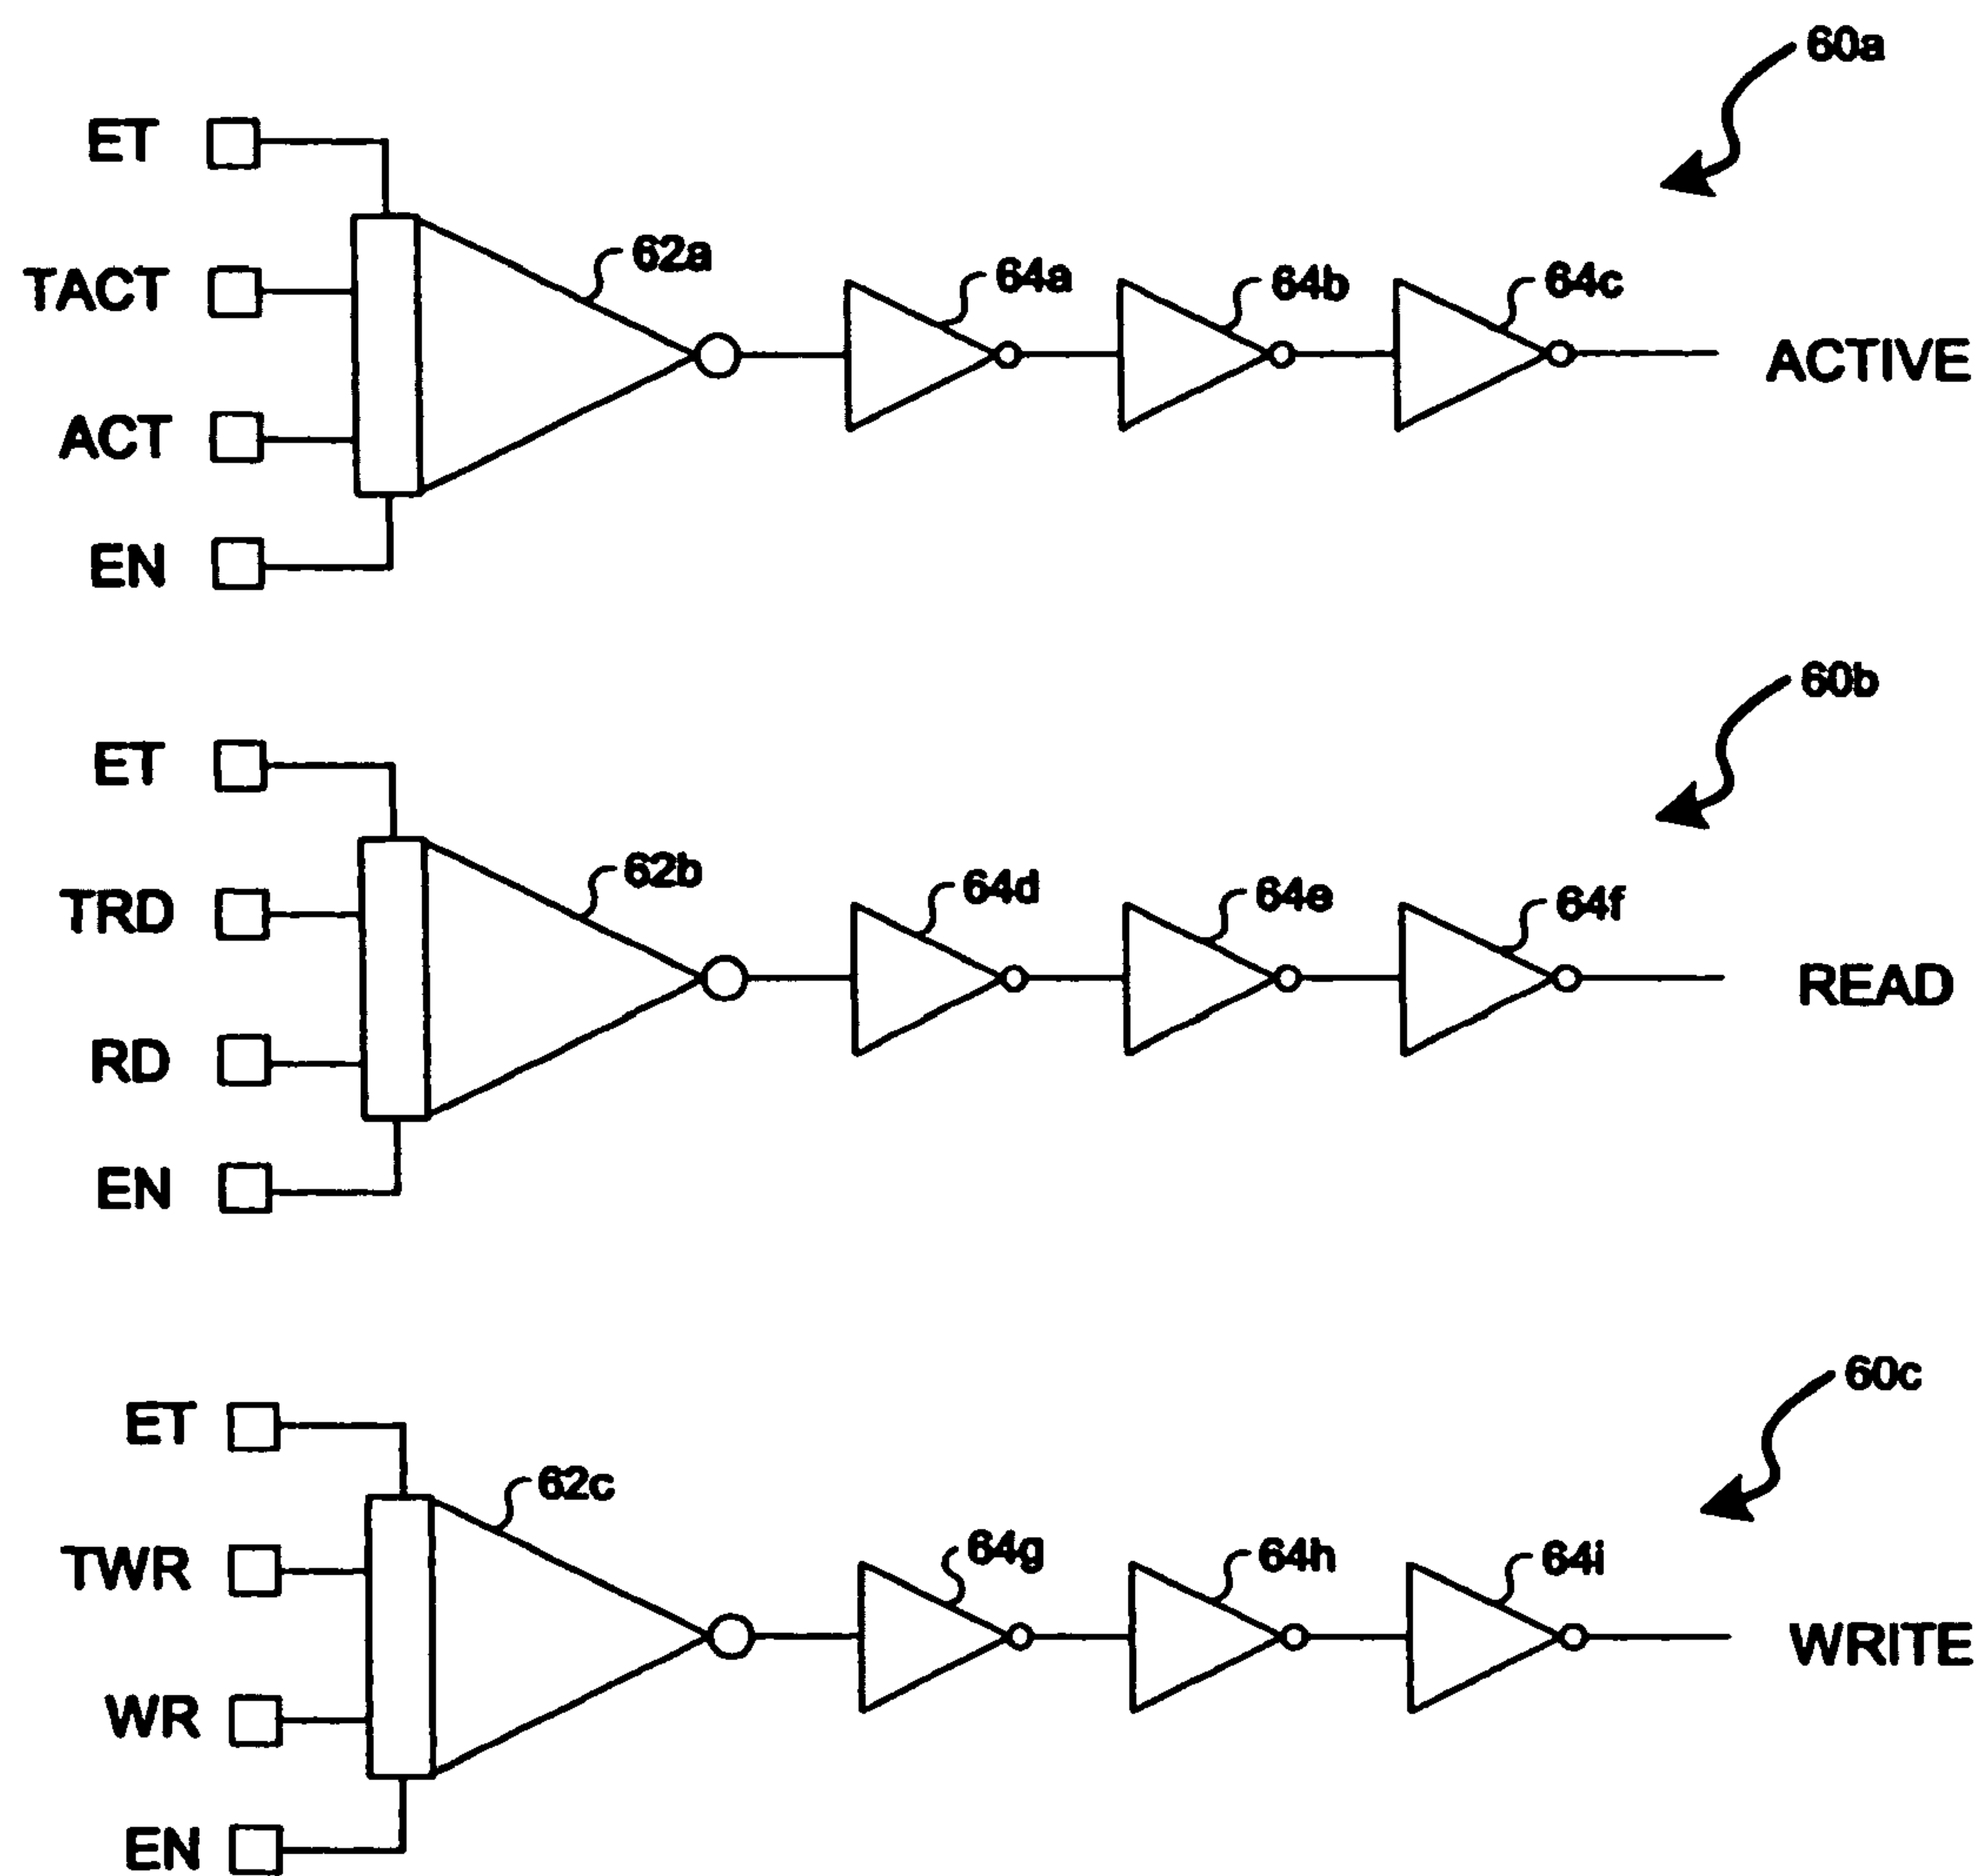 60a
ET
62a
TACT
64a
64b
64c
ACTIVE
ACT
EN
60b
ET
62b
TRD
64d
64e
64f
READ
RD
EN
60c
ET
62c
TWR
64g
64h
64i
WRITE
WR
EN